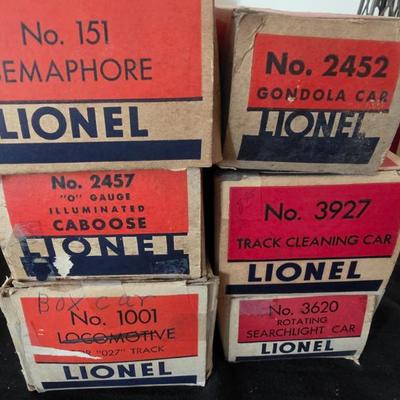 No. 151
SEMAPHORE
LIONEL
No. 2452
GONDOLA CAR
LIONEL
No. 2457
"O" GAUGE
ILLUMINATED
CABOOSE
LIONEL
No. 3927
TRACK CLEANING CAR
LIONEL
Box car
No. 1001
LOCOMOTIVE
"027" TRACK
LIONEL
No. 3620
ROTATING
SEARCHLIGHT CAR
LIONEL